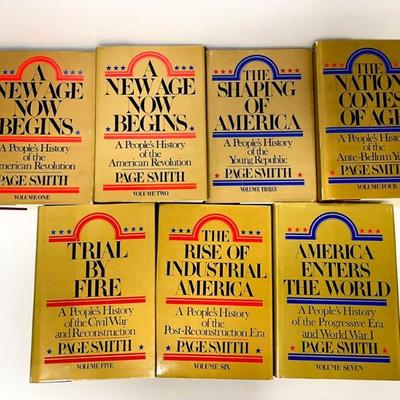 A
NEW AGE
NOW
BEGINS
A People's History
of the
American Revolution
PAGE SMITH
VOLUME ONE
A
NEW AGE
NOW
BEGINS
A People's History
of the
American Revolution
PAGE SMITH
VOLUME TWO
THE
SHAPING
OF
AMERICA
A People's History
of the
Young Republic
PAGE SMITH
VOLUME THREE
THE
NATION
COMES
OF AGE
A People's History
of the
Ante-Bellum
PAGE SMITH
VOLUME FOUR
TRIAL
BY
FIRE
A People's History
of the Civil War
and Reconstruction
PAGE SMITH
VOLUME FIVE
THE
RISE OF
INDUSTRIAL
AMERICA
A People's History
of the
Post-Reconstruction Era
PAGE SMITH
VOLUME SIX
AMERICA
ENTERS
THE WORLD
A People's History
of the Progressive Era
and World War I
PAGE SMITH
VOLUME SEVEN